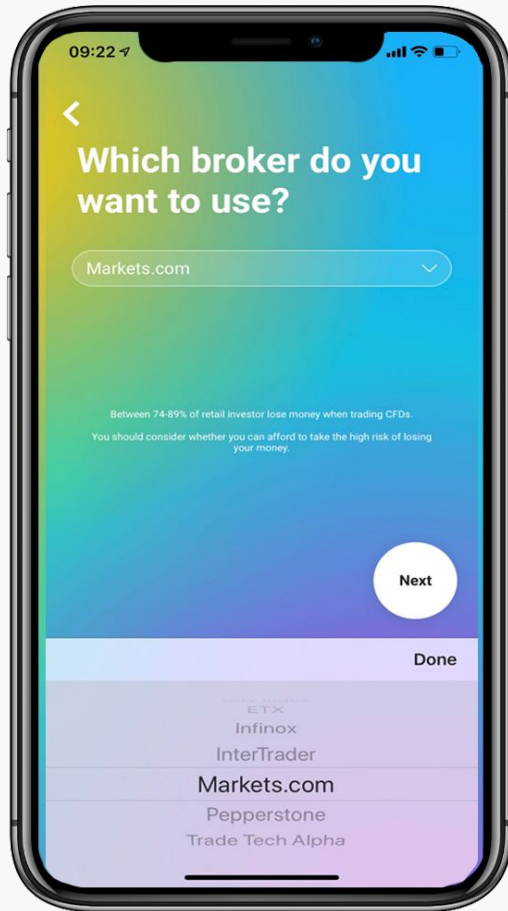 09:22
Which broker do you
want to use?
Markets.com
Between 74-89% of retail investor lose money when trading CFDs.
You should consider whether you can afford to take the high risk of losing
your money.
Next
Done
ETX
Infinox
InterTrader
Markets.com
Pepperstone
Trade Tech Alpha